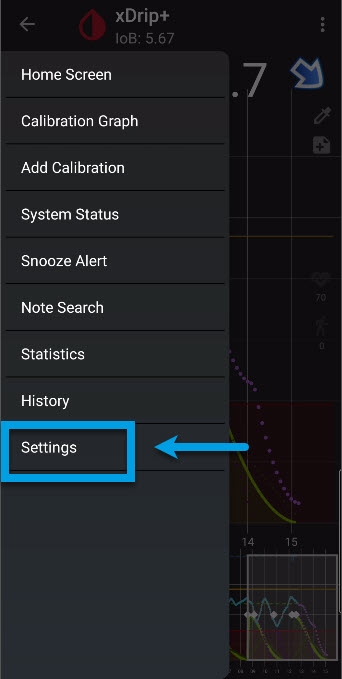 xDrip+
IoB: 5.67
Home Screen
Calibration Graph
Add Calibration
System Status
Snooze Alert
Note Search
Statistics
History
Settings
.7
70
0
14 15